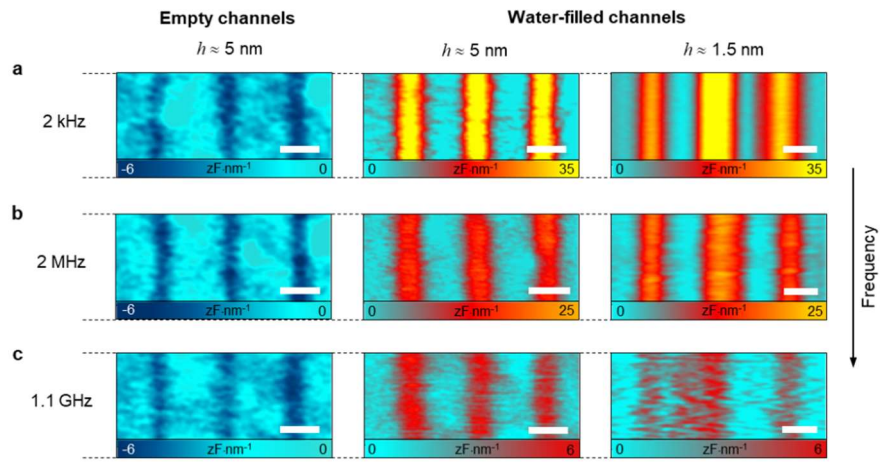 Empty channels
Water-filled channels
h ≈ 5 nm
h ≈ 5 nm
h ≈ 1.5 nm
a
2 kHz
-6 zF·nm⁻¹ 0
0 zF·nm⁻¹ 35
0 zF·nm⁻¹ 35
b
2 MHz
-6 zF·nm⁻¹ 0
0 zF·nm⁻¹ 25
0 zF·nm⁻¹ 25
c
1.1 GHz
-6 zF·nm⁻¹ 0
0 zF·nm⁻¹ 6
0 zF·nm⁻¹ 6
Frequency